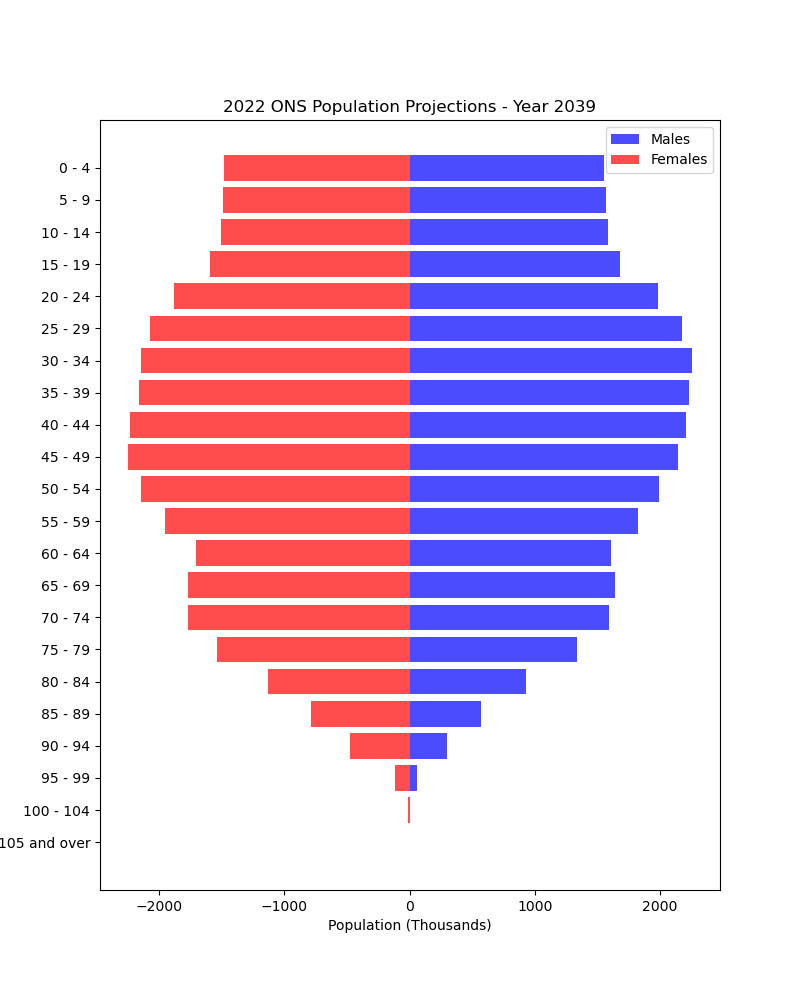 2022 ONS Population Projections - Year 2039
Males
Females
0 - 4
5 - 9
10 - 14
15 - 19
20 - 24
25 - 29
30 - 34
35 - 39
40 - 44
45 - 49
50 - 54
55 - 59
60 - 64
65 - 69
70 - 74
75 - 79
80 - 84
85 - 89
90 - 94
95 - 99
100 - 104
105 and over
−2000 −1000 0 1000 2000
Population (Thousands)